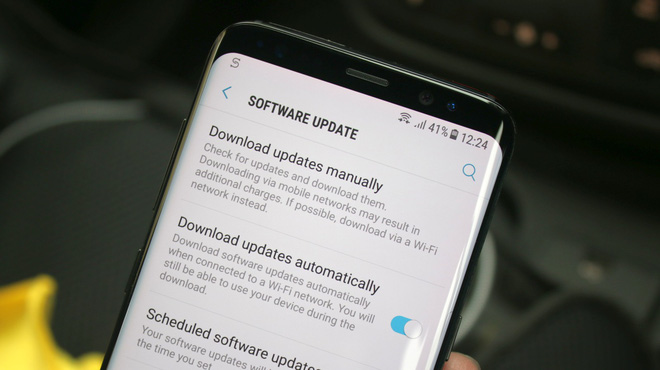 41% 12:24
SOFTWARE UPDATE
Download updates manually
Check for updates and download them.
Downloading via mobile networks may result in
additional charges. If possible, download via a Wi-Fi
network instead.
Download updates automatically
Download software updates automatically
when connected to a Wi-Fi network. You will
still be able to use your device during the
download.
Scheduled software update
Your software updates will
the time you set